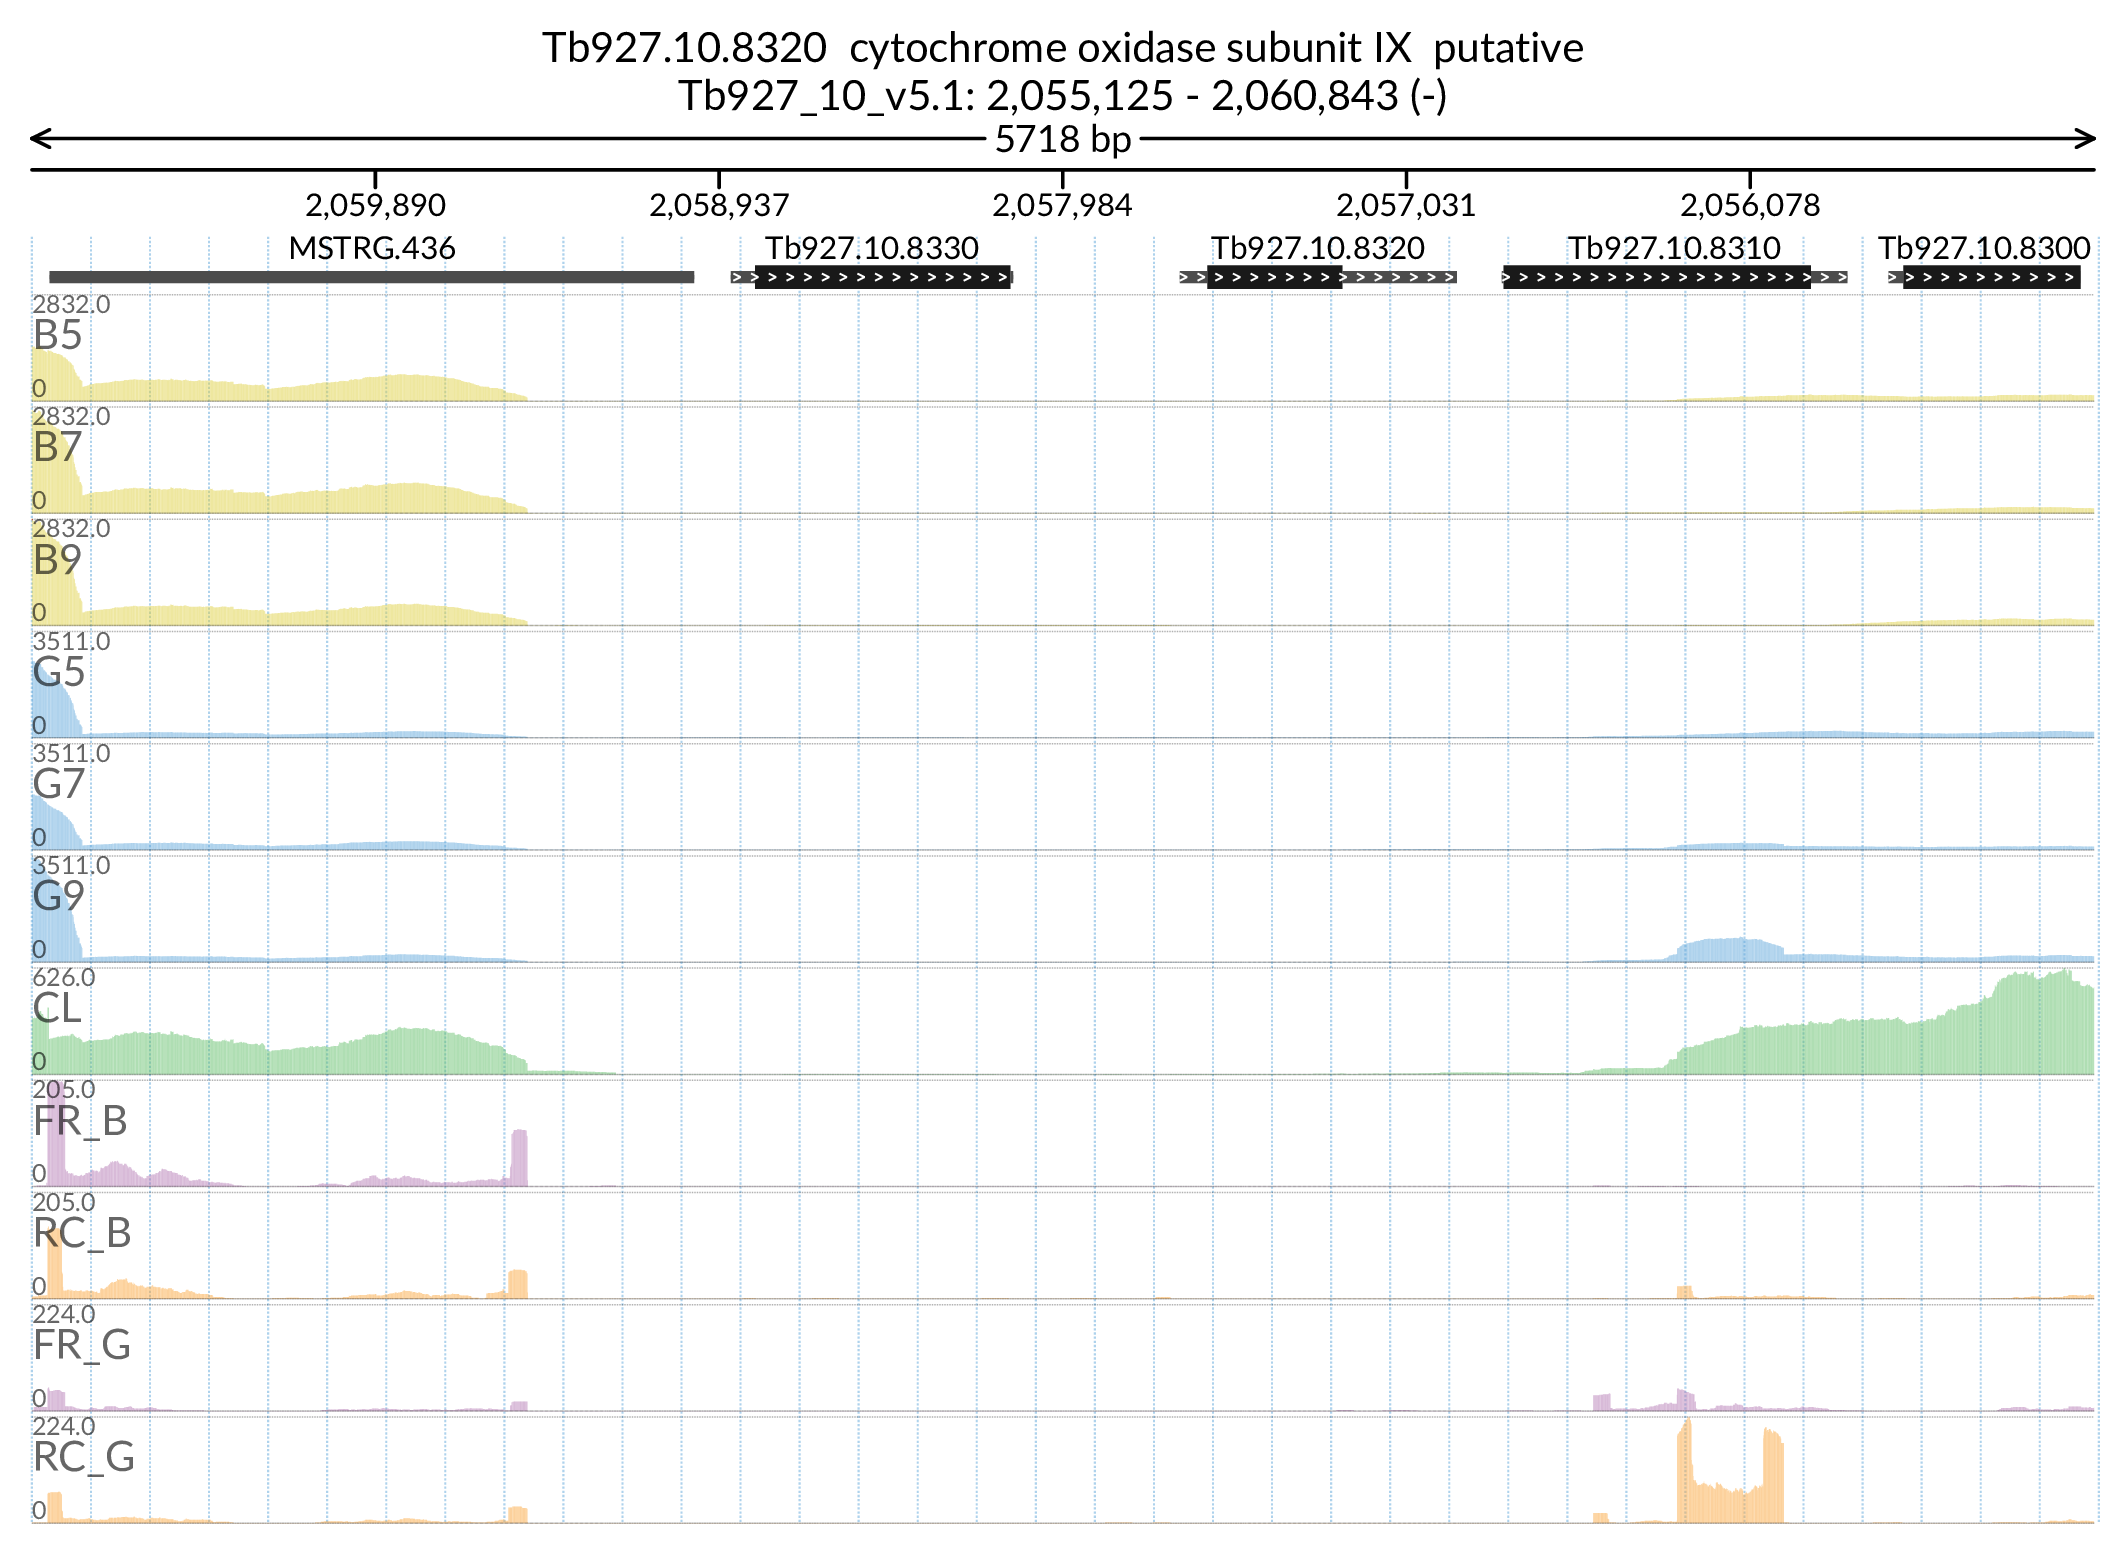 Tb927.10.8320  cytochrome oxidase subunit IX  putative
Tb927_10_v5.1: 2,055,125 - 2,060,843 (-)
5718 bp
2,059,890 2,058,937 2,057,984 2,057,031 2,056,078
MSTRG.436 Tb927.10.8330 Tb927.10.8320 Tb927.10.8310 Tb927.10.8300
2832.0
B5
0
2832.0
B7
0
2832.0
B9
0
3511.0
G5
0
3511.0
G7
0
3511.0
G9
0
626.0
CL
0
205.0
FR_B
0
205.0
RC_B
0
224.0
FR_G
0
224.0
RC_G
0